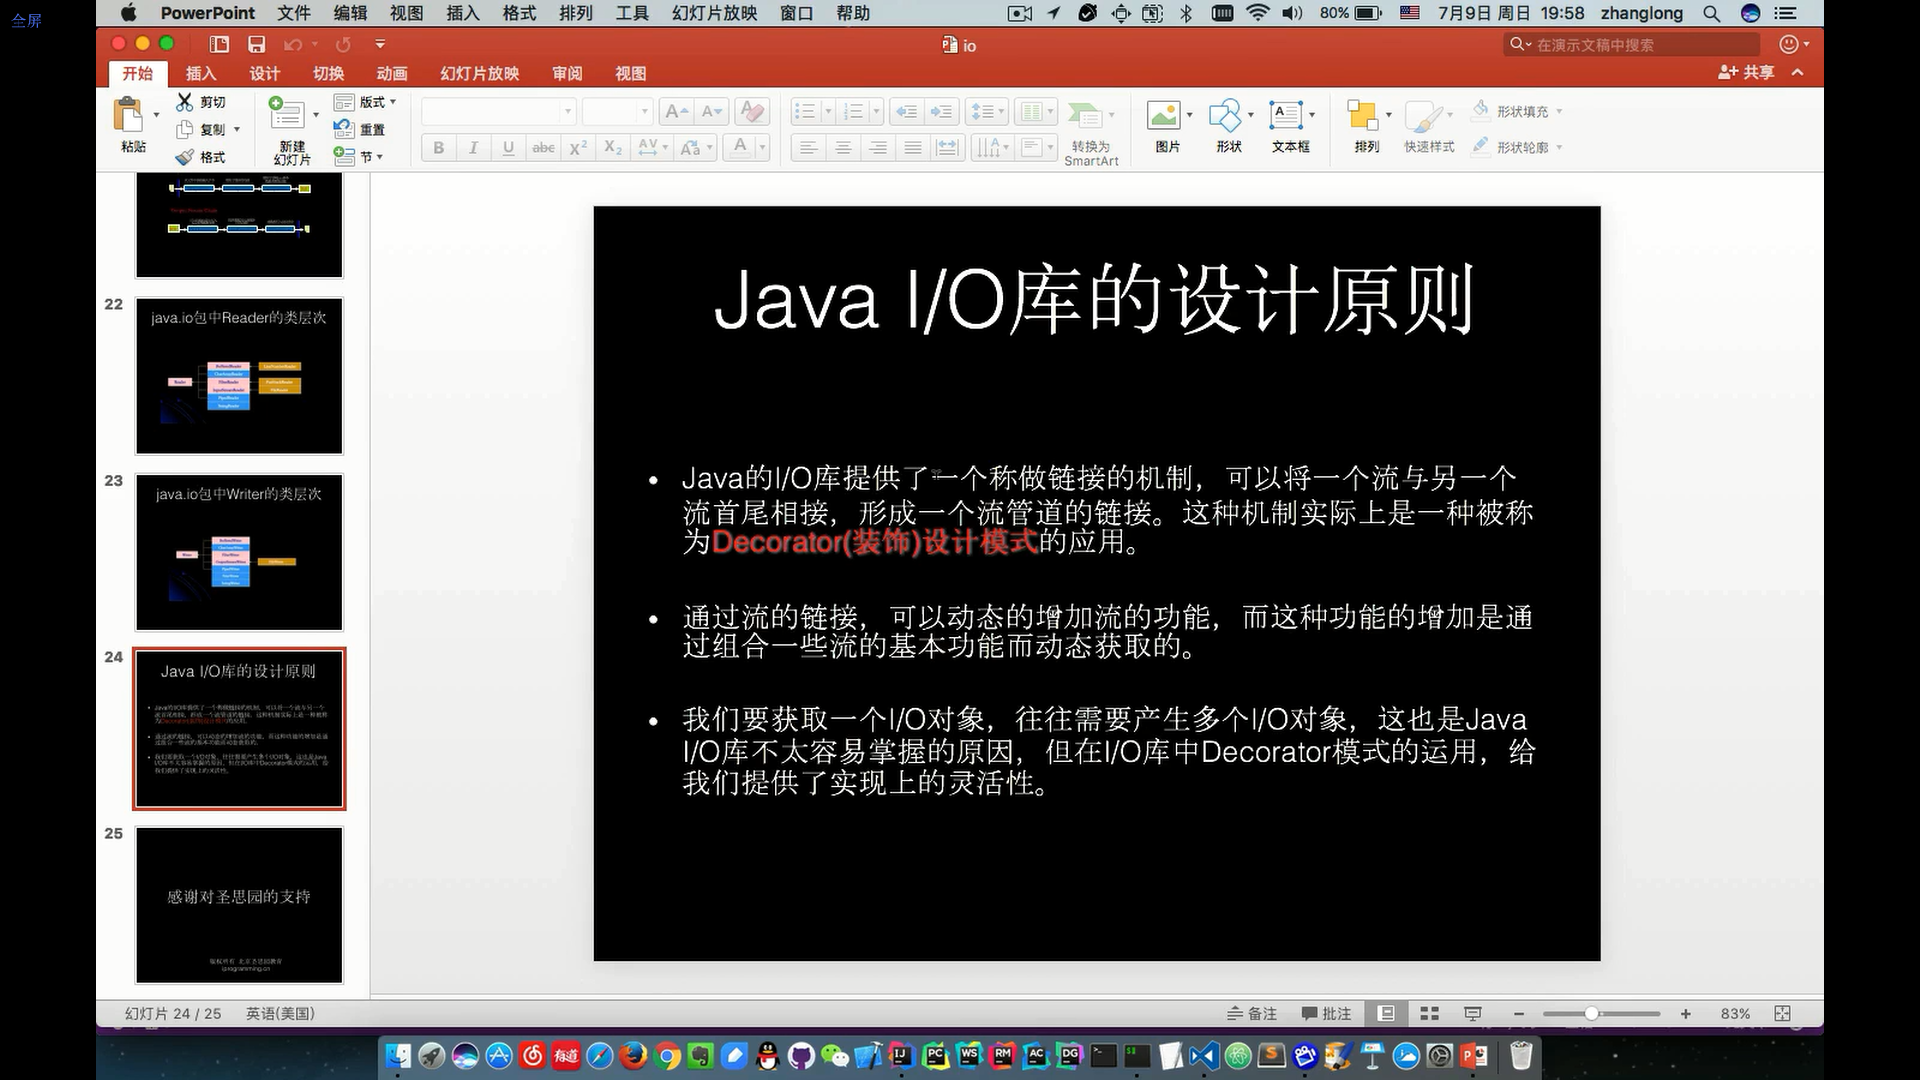 全屏
PowerPoint 文件 编辑 视图 插入 格式 排列 工具 幻灯片放映 窗口 帮助
80% 7月9日 周日 19:58 zhanglong
io
在演示文稿中搜索
开始 插入 设计 切换 动画 幻灯片放映 审阅 视图
共享
粘贴
剪切
复制
格式
新建
幻灯片
版式
重置
节
B I U abc X² X₂ AV Aa A
转换为
SmartArt
图片
形状
文本框
排列
快速样式
形状填充
形状轮廓
22
java.io包中Reader的类层次
23
java.io包中Writer的类层次
24
Java I/O库的设计原则
25
感谢对圣思园的支持
Java I/O库的设计原则
• Java的I/O库提供了一个称做链接的机制，可以将一个流与另一个
流首尾相接，形成一个流管道的链接。这种机制实际上是一种被称
为Decorator(装饰)设计模式的应用。
• 通过流的链接，可以动态的增加流的功能，而这种功能的增加是通
过组合一些流的基本功能而动态获取的。
• 我们要获取一个I/O对象，往往需要产生多个I/O对象，这也是Java
I/O库不太容易掌握的原因，但在I/O库中Decorator模式的运用，给
我们提供了实现上的灵活性。
幻灯片 24 / 25 英语(美国)
备注 批注
83%
有道 IJ PC WS RM AC DG